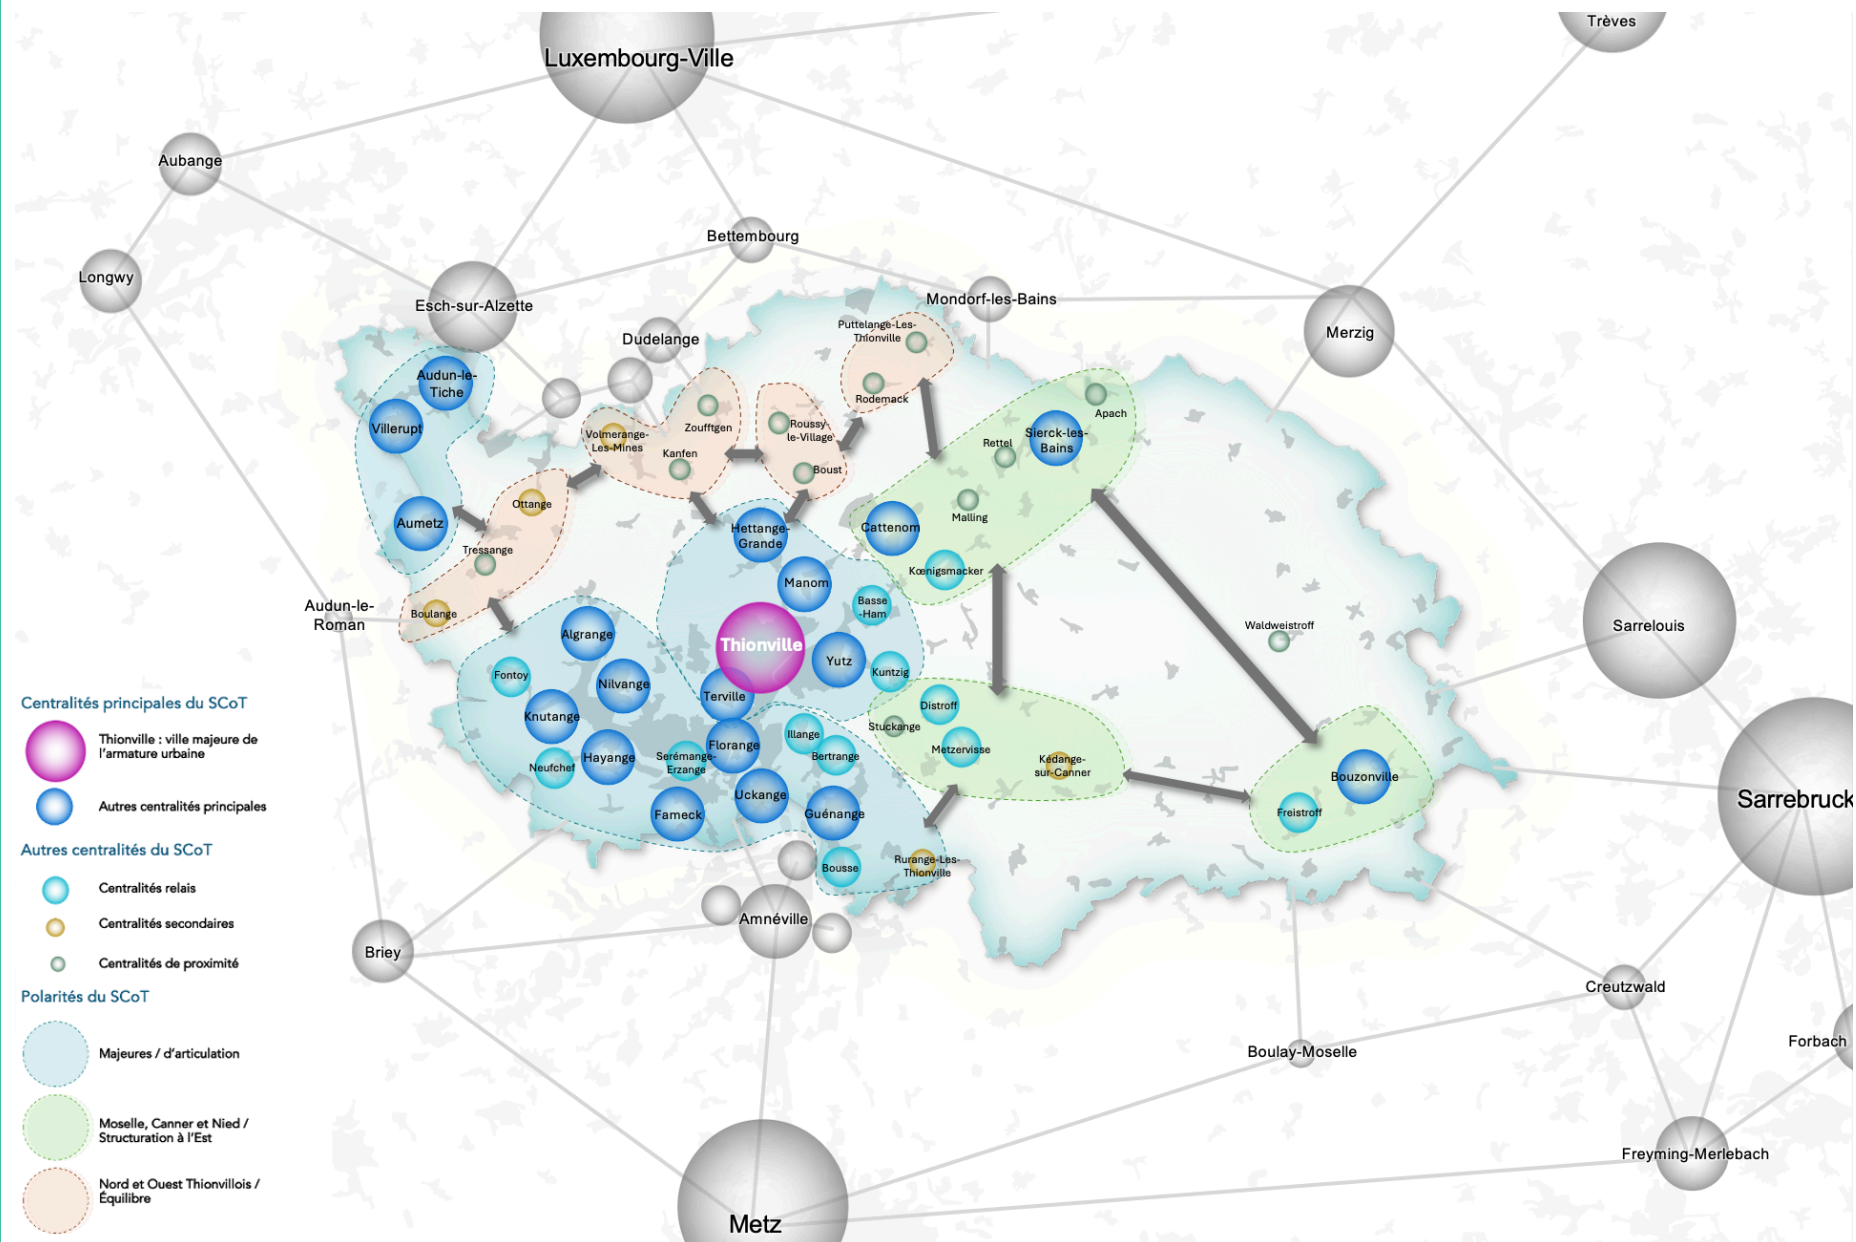 Trèves
Luxembourg-Ville
Aubange
Bettembourg
Longwy
Esch-sur-Alzette
Mondorf-les-Bains
Dudelange
Puttelange-Les-
Thionville
Merzig
Audun-le-
Tiche
Rodemack
Apach
Villerupt
Zoufftgen
Roussy
le-Village
Volmerange-
Les-Mines
Sierck-les-
Bains
Rettel
Kanfen
Boust
Ottange
Malling
Aumetz
Hettange-
Grande
Cattenom
Tressange
Kœnigsmacker
Manom
Basse
-Ham
Audun-le-
Roman
Boulange
Algrange
Waldweistroff
Sarrelouis
Thionville
Yutz
Fontoy
Kuntzig
Nilvange
Terville
Distroff
Knutange
Stuckange
Illange
Florange
Metzervisse
Hayange
Serémange-
Erzange
Bertrange
Neufchef
Kédange-
sur-Canner
Bouzonville
Uckange
Sarrebruck
Fameck
Guénange
Freistroff
Bousse
Rurange-Les-
Thionville
Amnéville
Briey
Creutzwald
Forbach
Boulay-Moselle
Freyming-Merlebach
Metz
Centralités principales du SCoT
Thionville : ville majeure de
l'armature urbaine
Autres centralités principales
Autres centralités du SCoT
Centralités relais
Centralités secondaires
Centralités de proximité
Polarités du SCoT
Majeures / d'articulation
Moselle, Canner et Nied /
Structuration à l'Est
Nord et Ouest Thionvillois /
Équilibre